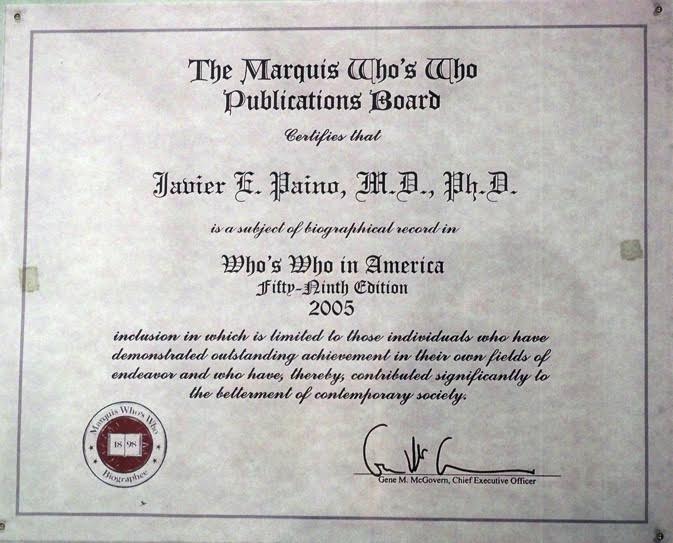 The Marquis Who's Who
Publications Board
Certifies that
Javier E. Paino, M.D., Ph.D.
is a subject of biographical record in
Who's Who in America
Fifty-Ninth Edition
2005
inclusion in which is limited to those individuals who have
demonstrated outstanding achievement in their own fields of
endeavor and who have, thereby, contributed significantly to
the betterment of contemporary society.
Marquis Who's Who
18 98
Biographee
Gene M. McGovern, Chief Executive Officer